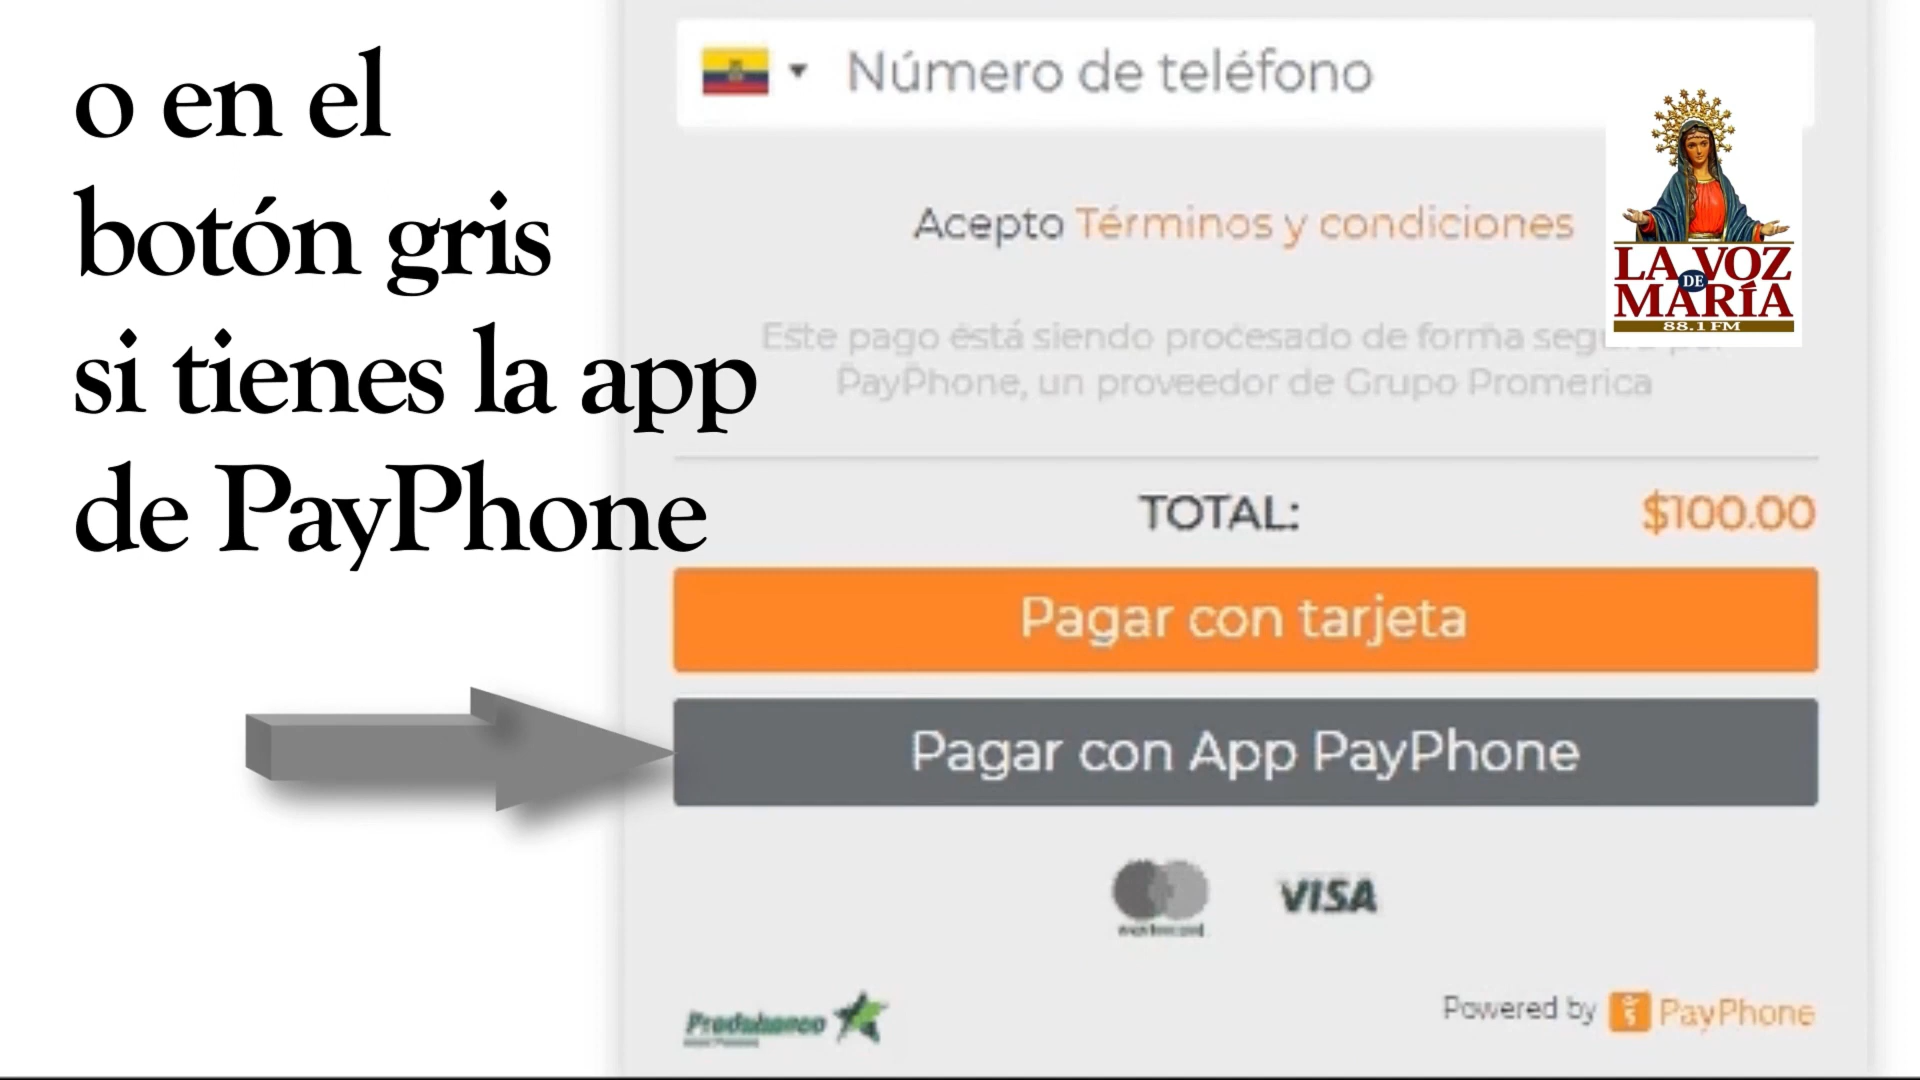 o en el
botón gris
si tienes la app
de PayPhone
Número de teléfono
Acepto Términos y condiciones
Este pago está siendo procesado de forma
PayPhone, un proveedor de Grupo Promerica
TOTAL: $100.00
Pagar con tarjeta
Pagar con App PayPhone
VISA
Produbanco
Powered by PayPhone
LA VOZ
DE
MARÍA
88.1 FM